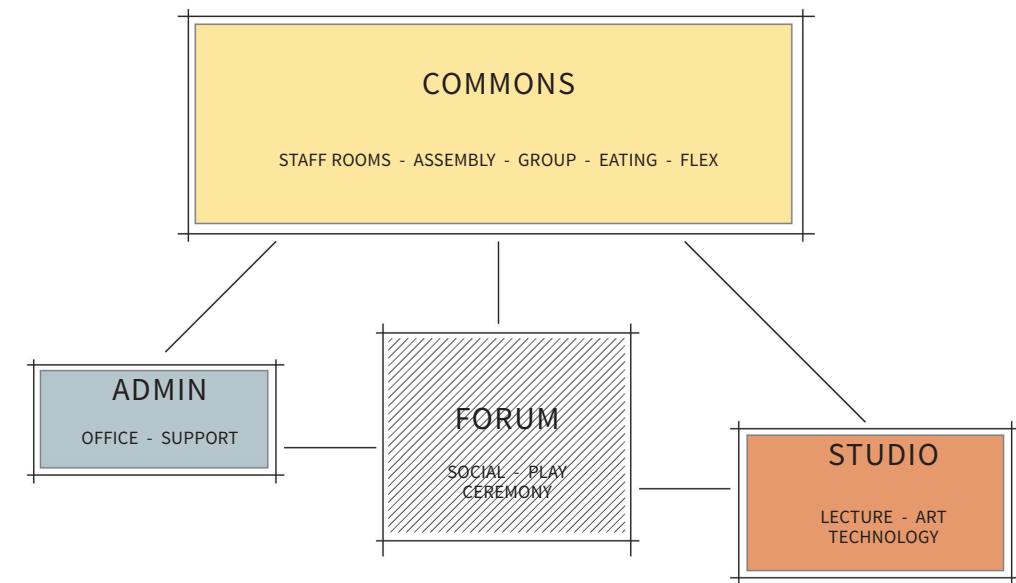 COMMONS
STAFF ROOMS - ASSEMBLY - GROUP - EATING - FLEX
ADMIN
OFFICE - SUPPORT
FORUM
SOCIAL - PLAY
CEREMONY
STUDIO
LECTURE - ART
TECHNOLOGY